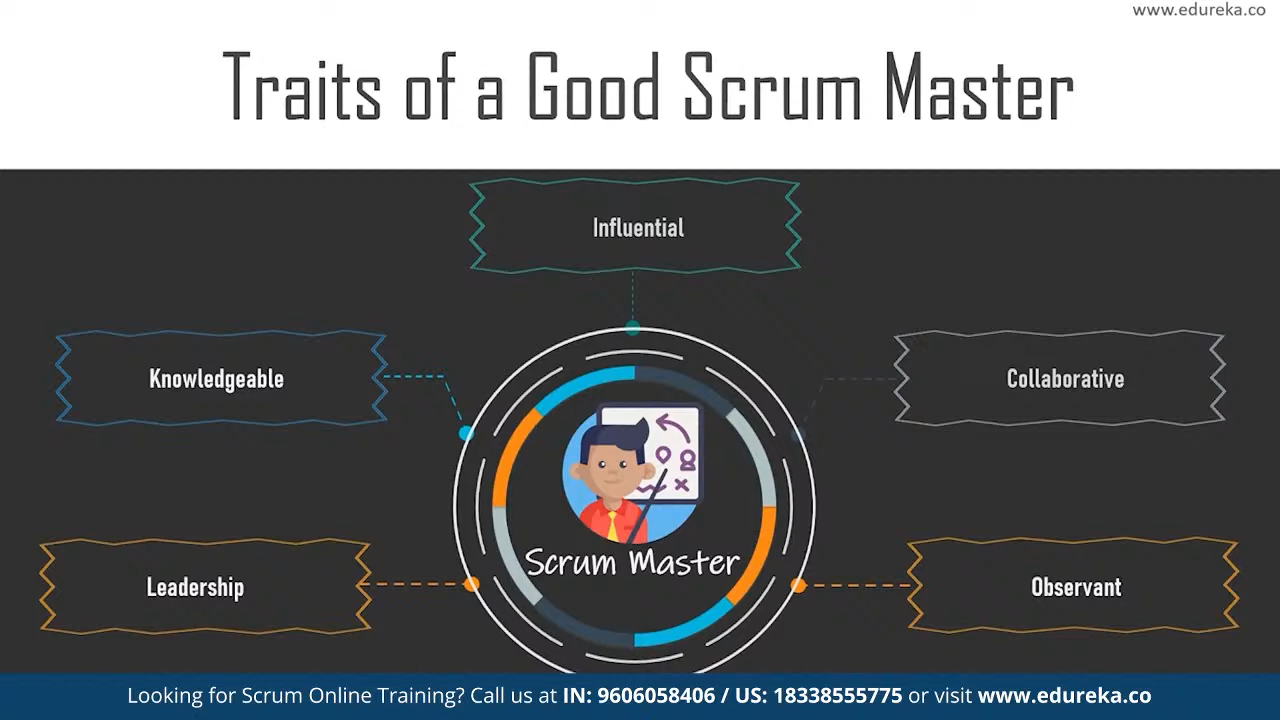 www.edureka.co
Traits of a Good Scrum Master
Influential
Knowledgeable
Collaborative
Scrum Master
Leadership
Observant
Looking for Scrum Online Training? Call us at IN: 9606058406 / US: 18338555775 or visit www.edureka.co